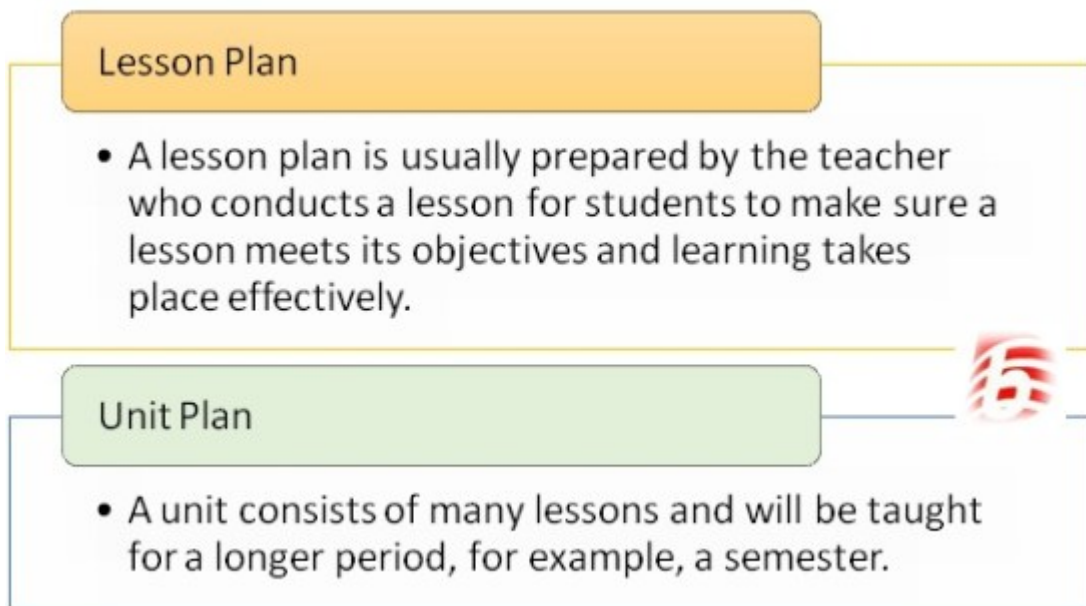 Lesson Plan
• A lesson plan is usually prepared by the teacher
who conducts a lesson for students to make sure a
lesson meets its objectives and learning takes
place effectively.
Unit Plan
• A unit consists of many lessons and will be taught
for a longer period, for example, a semester.